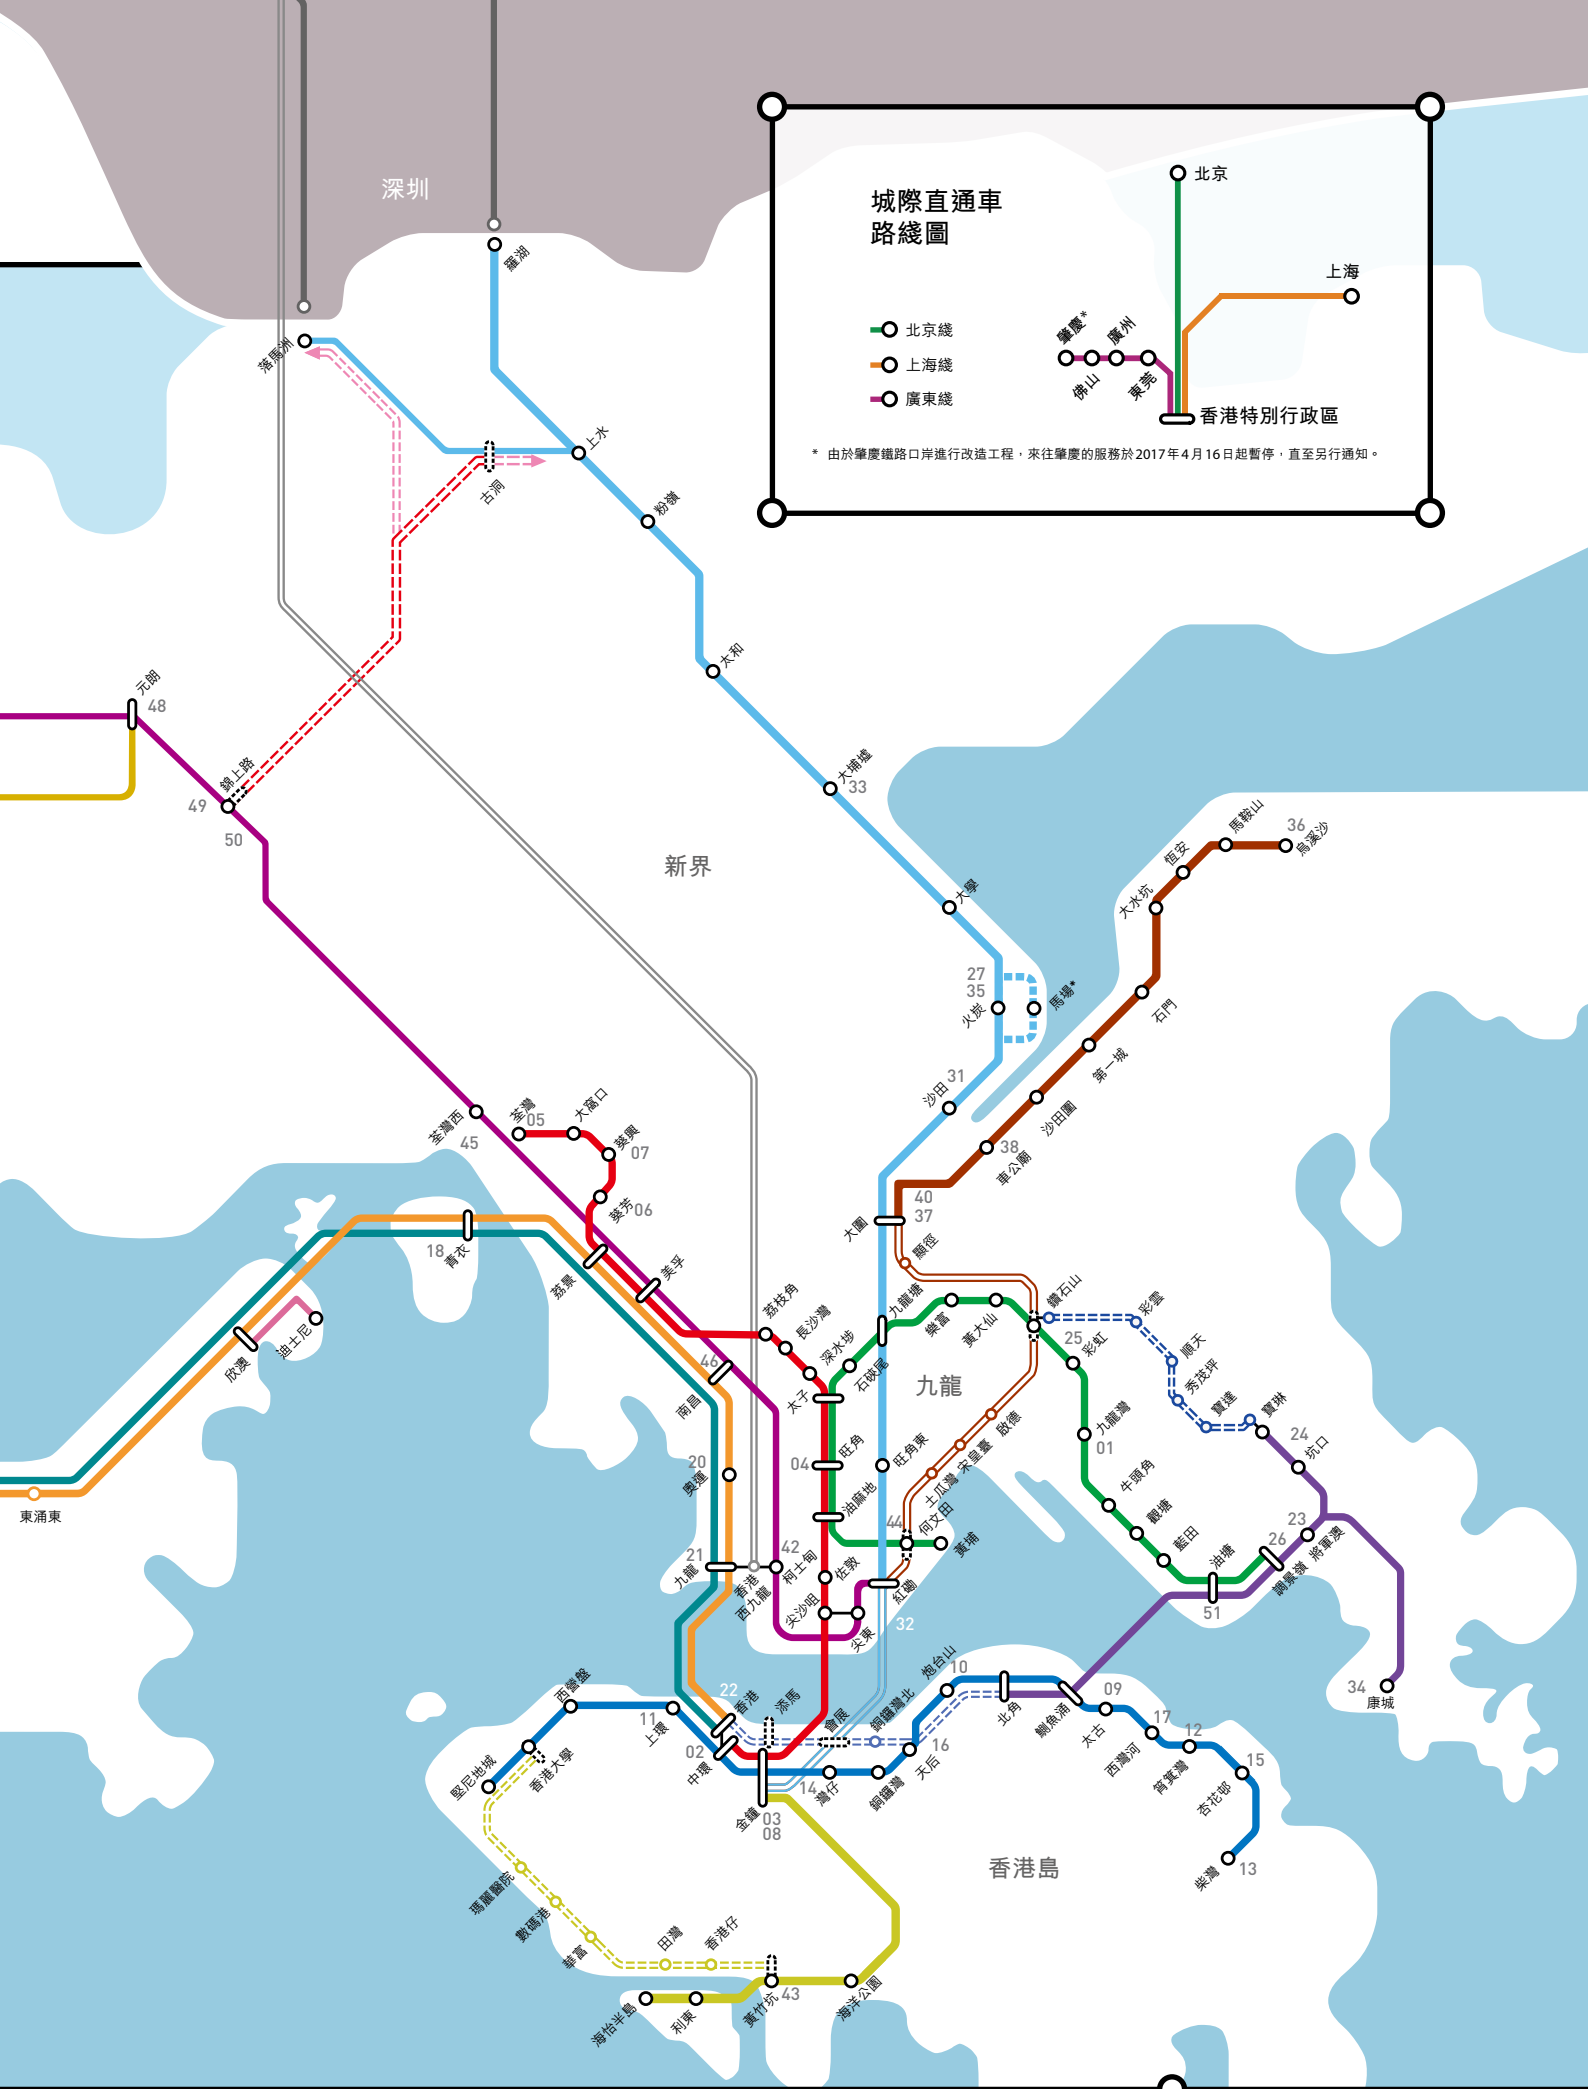 深圳
羅湖
落馬洲
城際直通車
路綫圖
北京
上海
北京綫
上海綫
廣東綫
肇慶*
廣州
佛山
東莞
香港特別行政區
* 由於肇慶鐵路口岸進行改造工程，來往肇慶的服務於2017年4月16日起暫停，直至另行通知。
上水
古洞
粉嶺
太和
元朗
48
錦上路
49
50
大埔墟
33
新界
大學
馬鞍山
36
烏溪沙
恆安
大水坑
27
35
火炭
馬場*
石門
第一城
沙田
31
沙田圍
38
車公廟
荃灣西
45
荃灣
05
大窩口
葵興
07
葵芳
06
40
37
大圍
顯徑
18
青衣
荔景
美孚
欣澳
迪士尼
荔枝角
長沙灣
深水埗
石硤尾
九龍塘
樂富
黃大仙
鑽石山
25
彩虹
彩雲
順天
秀茂坪
寶達
寶琳
24
坑口
46
南昌
太子
九龍
九龍灣
01
旺角
04
旺角東
啟德
宋皇臺
土瓜灣
20
奧運
油麻地
44
何文田
黃埔
牛頭角
觀塘
藍田
油塘
51
26
調景嶺
23
將軍澳
東涌東
21
九龍
香港
西九龍
42
柯士甸
佐敦
尖沙咀
尖東
紅磡
32
34
康城
22
香港
添馬
會展
銅鑼灣北
炮台山
10
北角
鰂魚涌
09
太古
17
西灣河
12
筲箕灣
15
杏花邨
柴灣
13
西營盤
11
上環
02
中環
堅尼地城
香港大學
金鐘
03
08
14
灣仔
銅鑼灣
16
天后
香港島
瑪麗醫院
數碼港
華富
田灣
香港仔
黃竹坑
43
海洋公園
利東
海怡半島